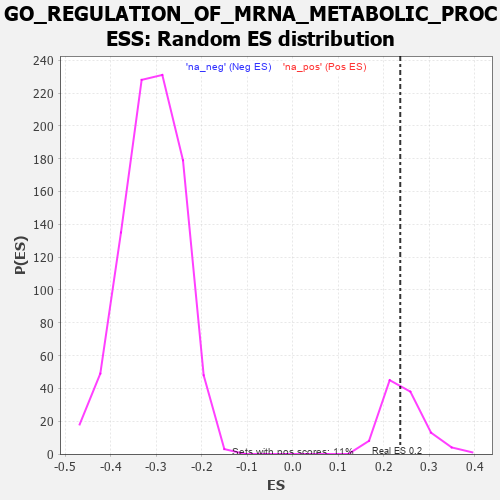 GO_REGULATION_OF_MRNA_METABOLIC_PROC
ESS: Random ES distribution
'na_neg' (Neg ES) 'na_pos' (Pos ES)
240
220
200
180
160
140
120
100
80
60
40
20
0
P(ES)
Sets with pos scores: 11%
Real ES 0.2
-0.5 -0.4 -0.3 -0.2 -0.1 0.0 0.1 0.2 0.3 0.4
ES